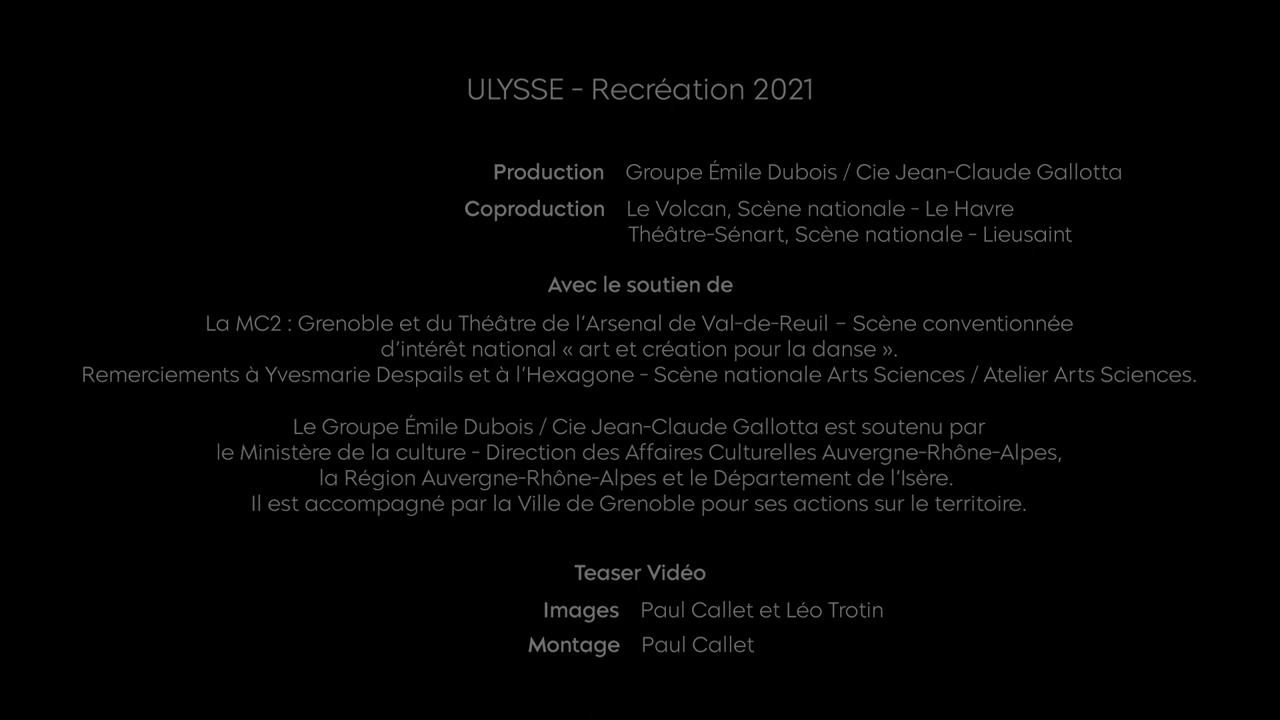 ULYSSE - Recréation 2021
Production Groupe Émile Dubois / Cie Jean-Claude Gallotta
Coproduction Le Volcan, Scène nationale - Le Havre
Théâtre-Sénart, Scène nationale - Lieusaint
Avec le soutien de
La MC2 : Grenoble et du Théâtre de l'Arsenal de Val-de-Reuil – Scène conventionnée
d'intérêt national « art et création pour la danse ».
Remerciements à Yvesmarie Despails et à l'Hexagone - Scène nationale Arts Sciences / Atelier Arts Sciences.
Le Groupe Émile Dubois / Cie Jean-Claude Gallotta est soutenu par
le Ministère de la culture - Direction des Affaires Culturelles Auvergne-Rhône-Alpes,
la Région Auvergne-Rhône-Alpes et le Département de l'Isère.
Il est accompagné par la Ville de Grenoble pour ses actions sur le territoire.
Teaser Vidéo
Images Paul Callet et Léo Trotin
Montage Paul Callet